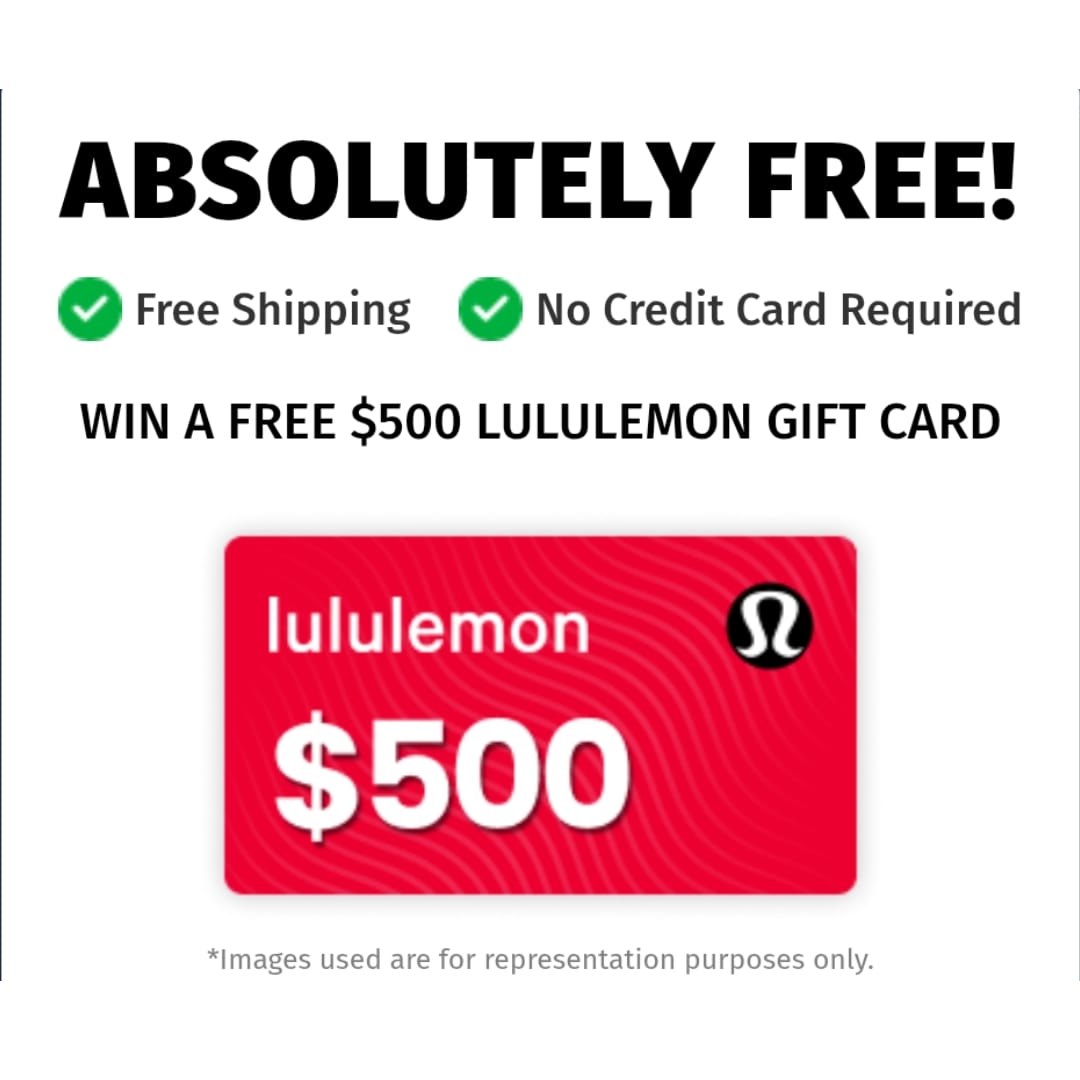 ABSOLUTELY FREE!
Free Shipping
No Credit Card Required
WIN A FREE $500 LULULEMON GIFT CARD
lululemon
$500
*Images used are for representation purposes only.